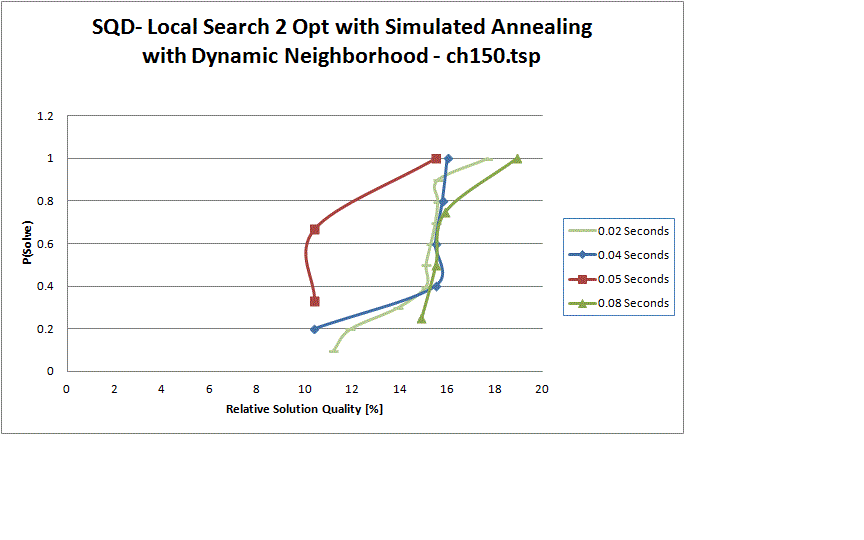 SQD- Local Search 2 Opt with Simulated Annealing
with Dynamic Neighborhood - ch150.tsp
1.2
1
0.8
0.6
0.4
0.2
0
P(Solve)
0 2 4 6 8 10 12 14 16 18 20
Relative Solution Quality [%]
0.02 Seconds
0.04 Seconds
0.05 Seconds
0.08 Seconds